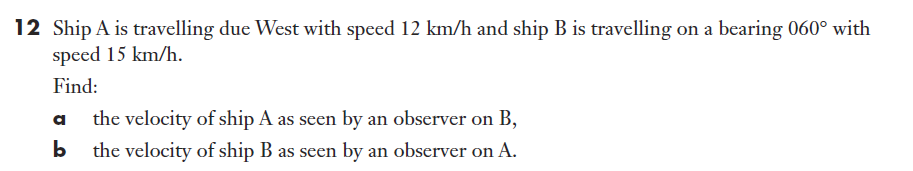 12 Ship A is travelling due West with speed 12 km/h and ship B is travelling on a bearing 060° with
speed 15 km/h.
Find:
a the velocity of ship A as seen by an observer on B,
b the velocity of ship B as seen by an observer on A.